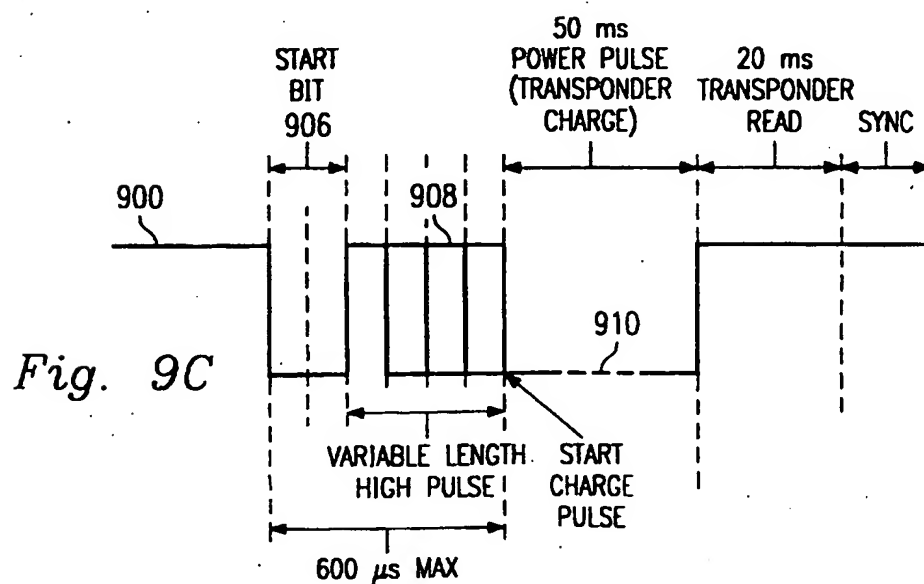 START
BIT
906
50 ms
POWER PULSE
(TRANSPONDER
CHARGE)
20 ms
TRANSPONDER
READ
SYNC
900
908
910
Fig. 9C
VARIABLE LENGTH
HIGH PULSE
START
CHARGE
PULSE
600 µs MAX